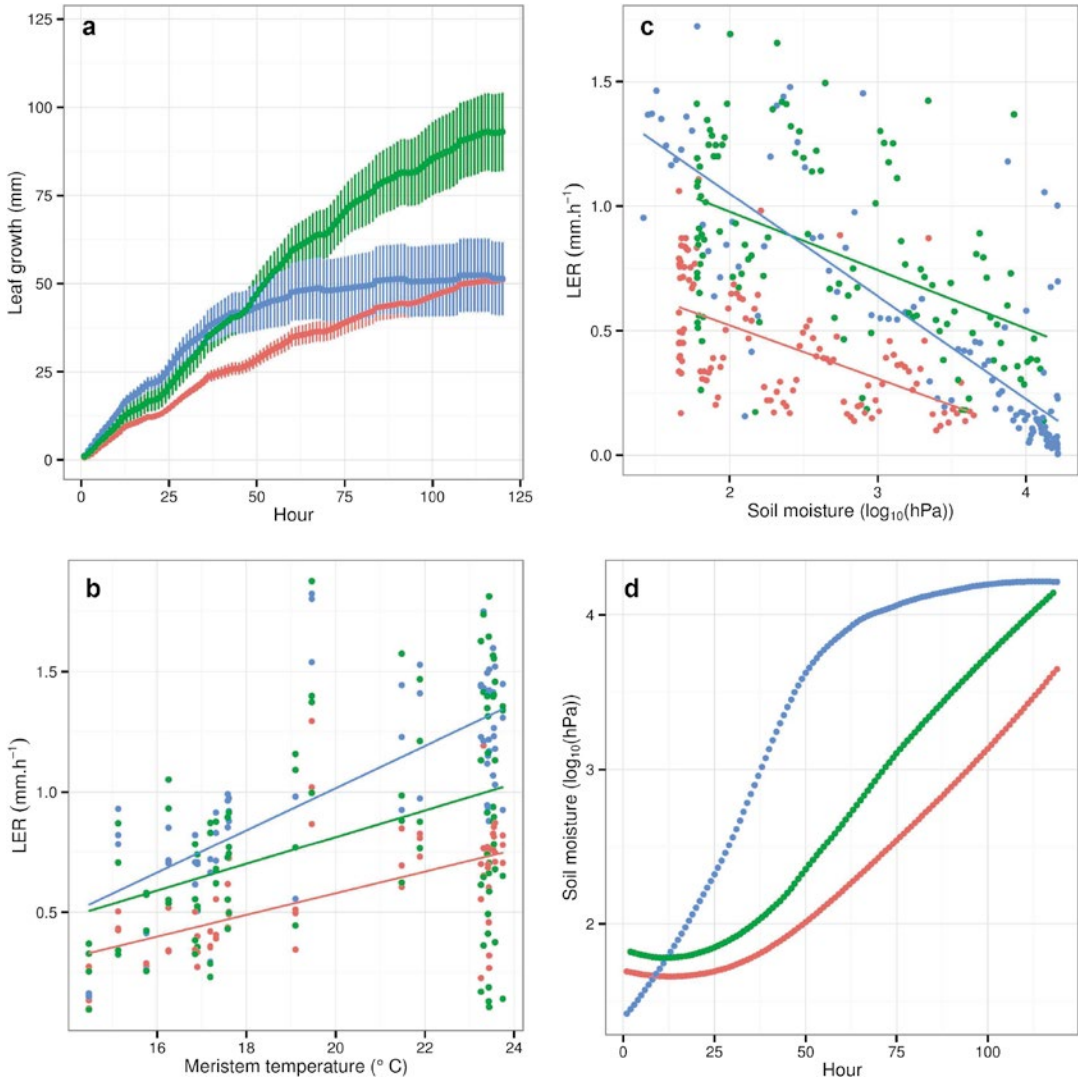 a
125
100
75
50
25
0
Leaf growth (mm)
0 25 50 75 100 125
Hour
c
1.5
1.0
0.5
0.0
LER (mm.h⁻¹)
2 3 4
Soil moisture (log₁₀(hPa))
b
1.5
1.0
0.5
LER (mm.h⁻¹)
16 18 20 22 24
Meristem temperature (° C)
d
4
3
2
Soil moisture (log₁₀(hPa))
0 25 50 75 100
Hour